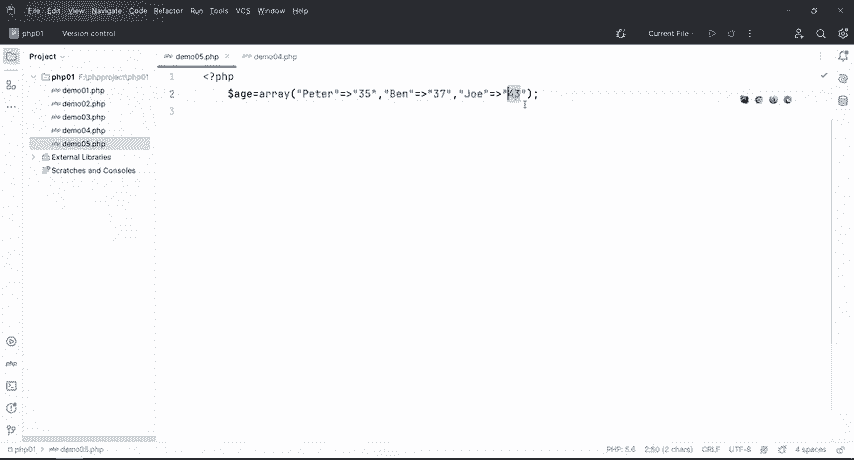 File Edit View Navigate Code Refactor Run Tools VCS Window Help
php01 Version control Current File
Project
demo05.php demo04.php
php01 F:\phpproject\php01
demo01.php
demo02.php
demo03.php
demo04.php
demo05.php
External Libraries
Scratches and Consoles
1 <?php
2 $age=array("Peter"=>"35","Ben"=>"37","Joe"=>"43");
3
php
php01 > demo05.php PHP: 5.6 2:50 (2 chars) CRLF UTF-8 4 spaces